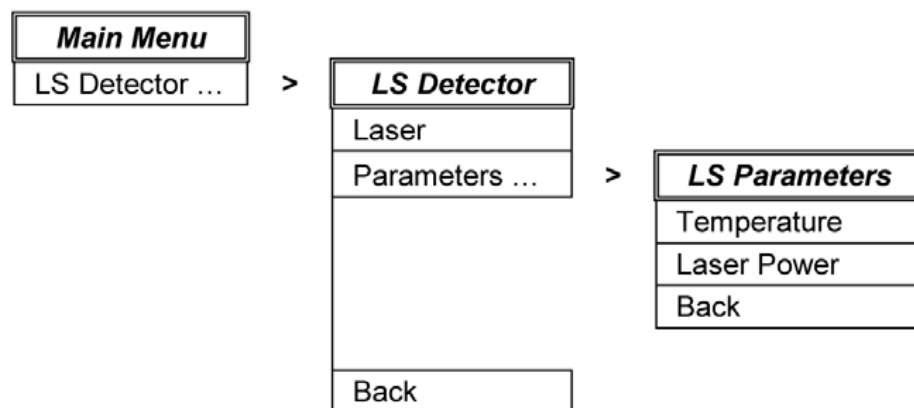 Main Menu
LS Detector …
>
LS Detector
Laser
Parameters …
>
LS Parameters
Temperature
Laser Power
Back
Back